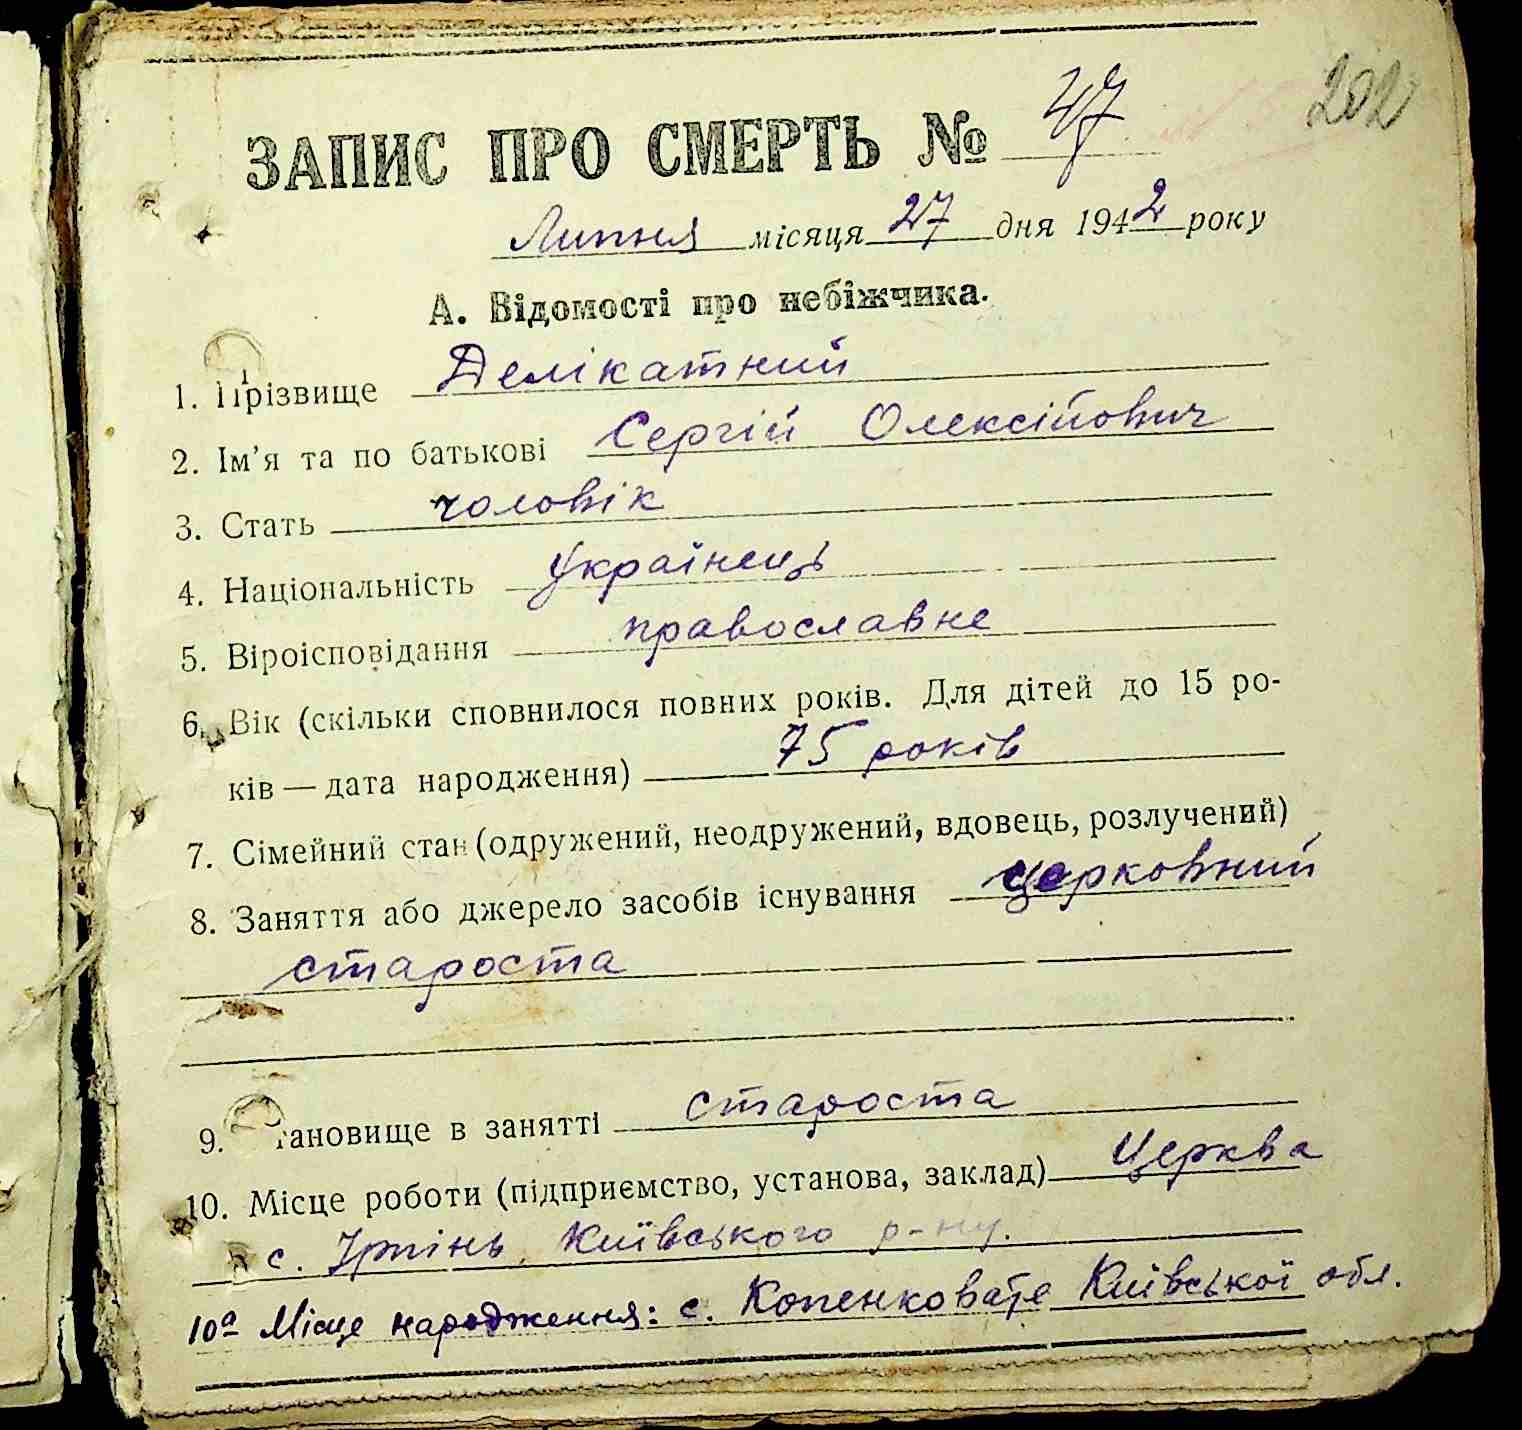 202
ЗАПИС ПРО СМЕРТЬ № 47
Липня місяця 27 дня 1942 року
А. Відомості про небіжчика.
1. Прізвище Делікатний
2. Ім’я та по батькові Сергій Олексійович
3. Стать чоловік
4. Національність українець
5. Віроісповідання православне
6. Вік (скільки сповнилося повних років. Для дітей до 15 ро-
ків — дата народження) 75 років
7. Сімейний стан (одружений, неодружений, вдовець, розлучений)
8. Заняття або джерело засобів існування церковний
староста
9. Становище в занятті староста
10. Місце роботи (підприємство, установа, заклад) Церква
с. Ірпінь Київського р-ну.
10а Місце народження: с. Копенковате Київської обл.